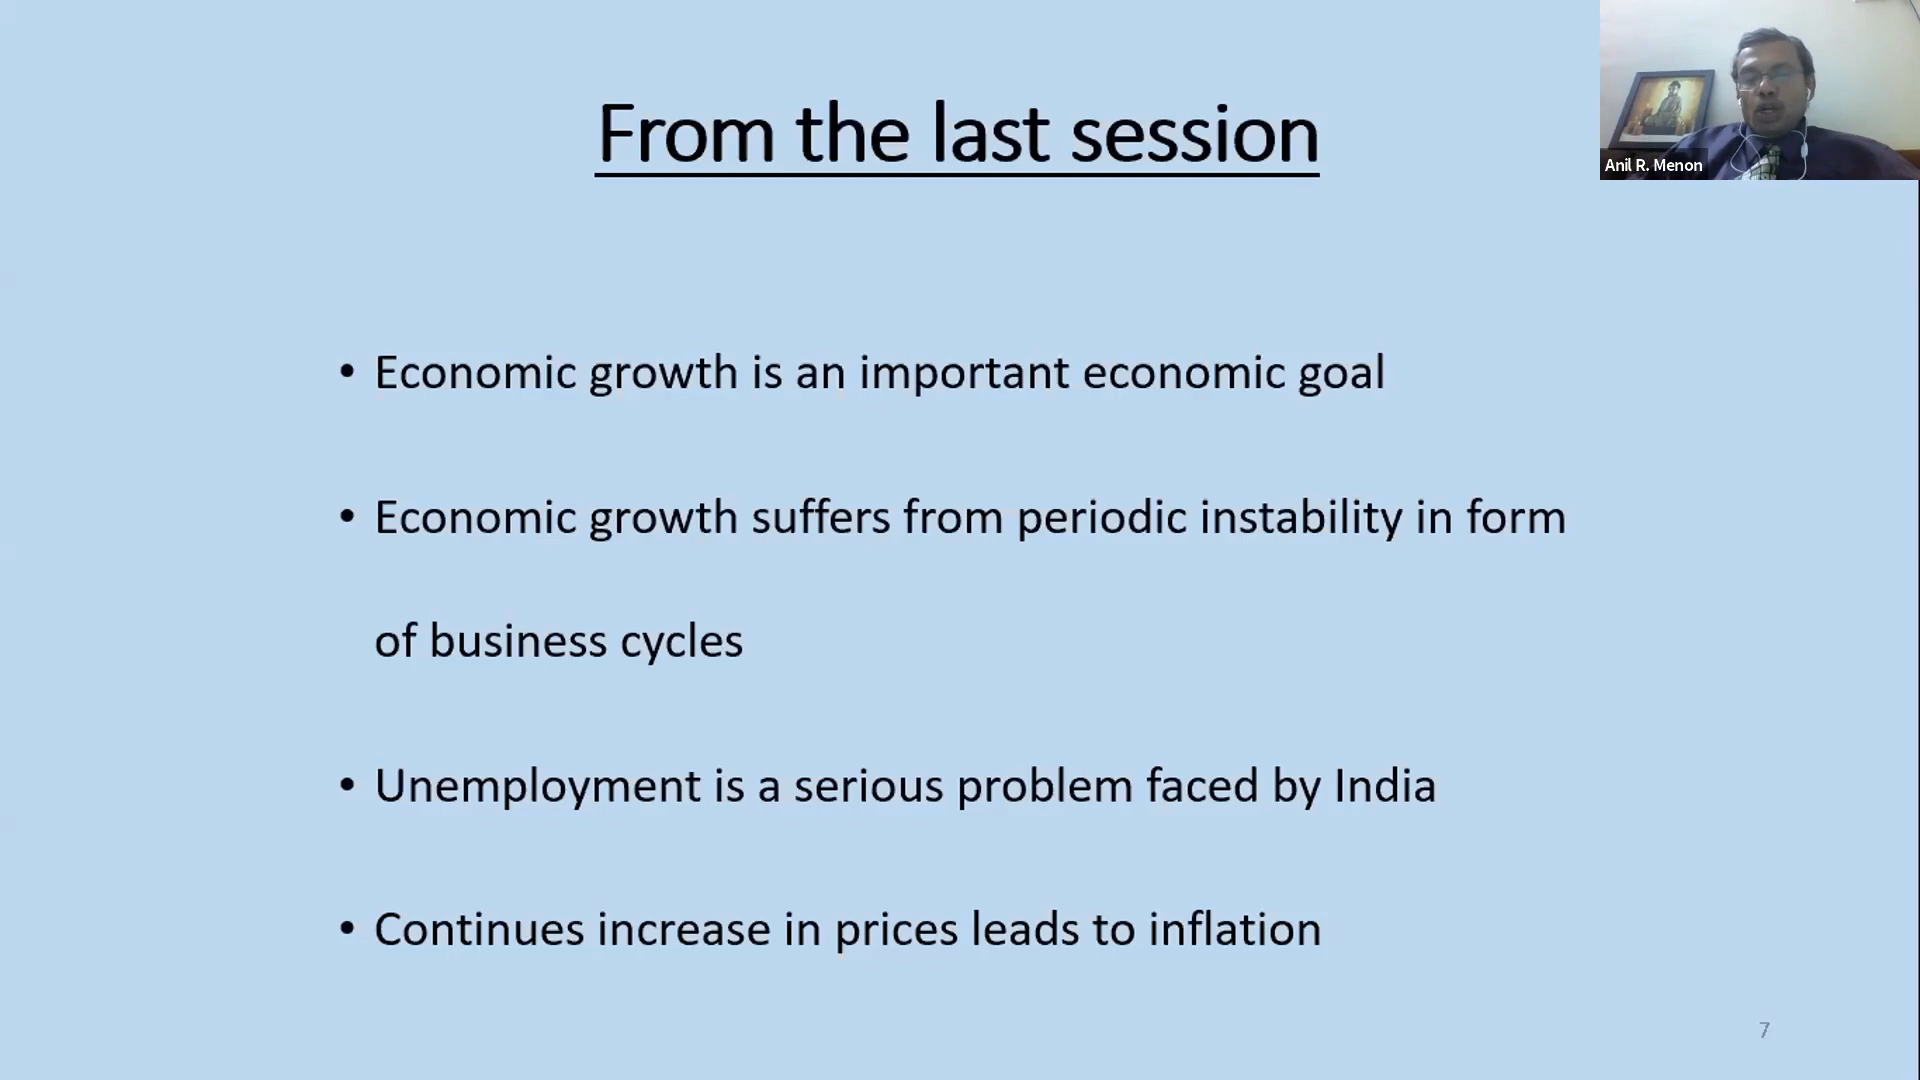 From the last session
Anil R. Menon
• Economic growth is an important economic goal
• Economic growth suffers from periodic instability in form
of business cycles
• Unemployment is a serious problem faced by India
• Continues increase in prices leads to inflation
7